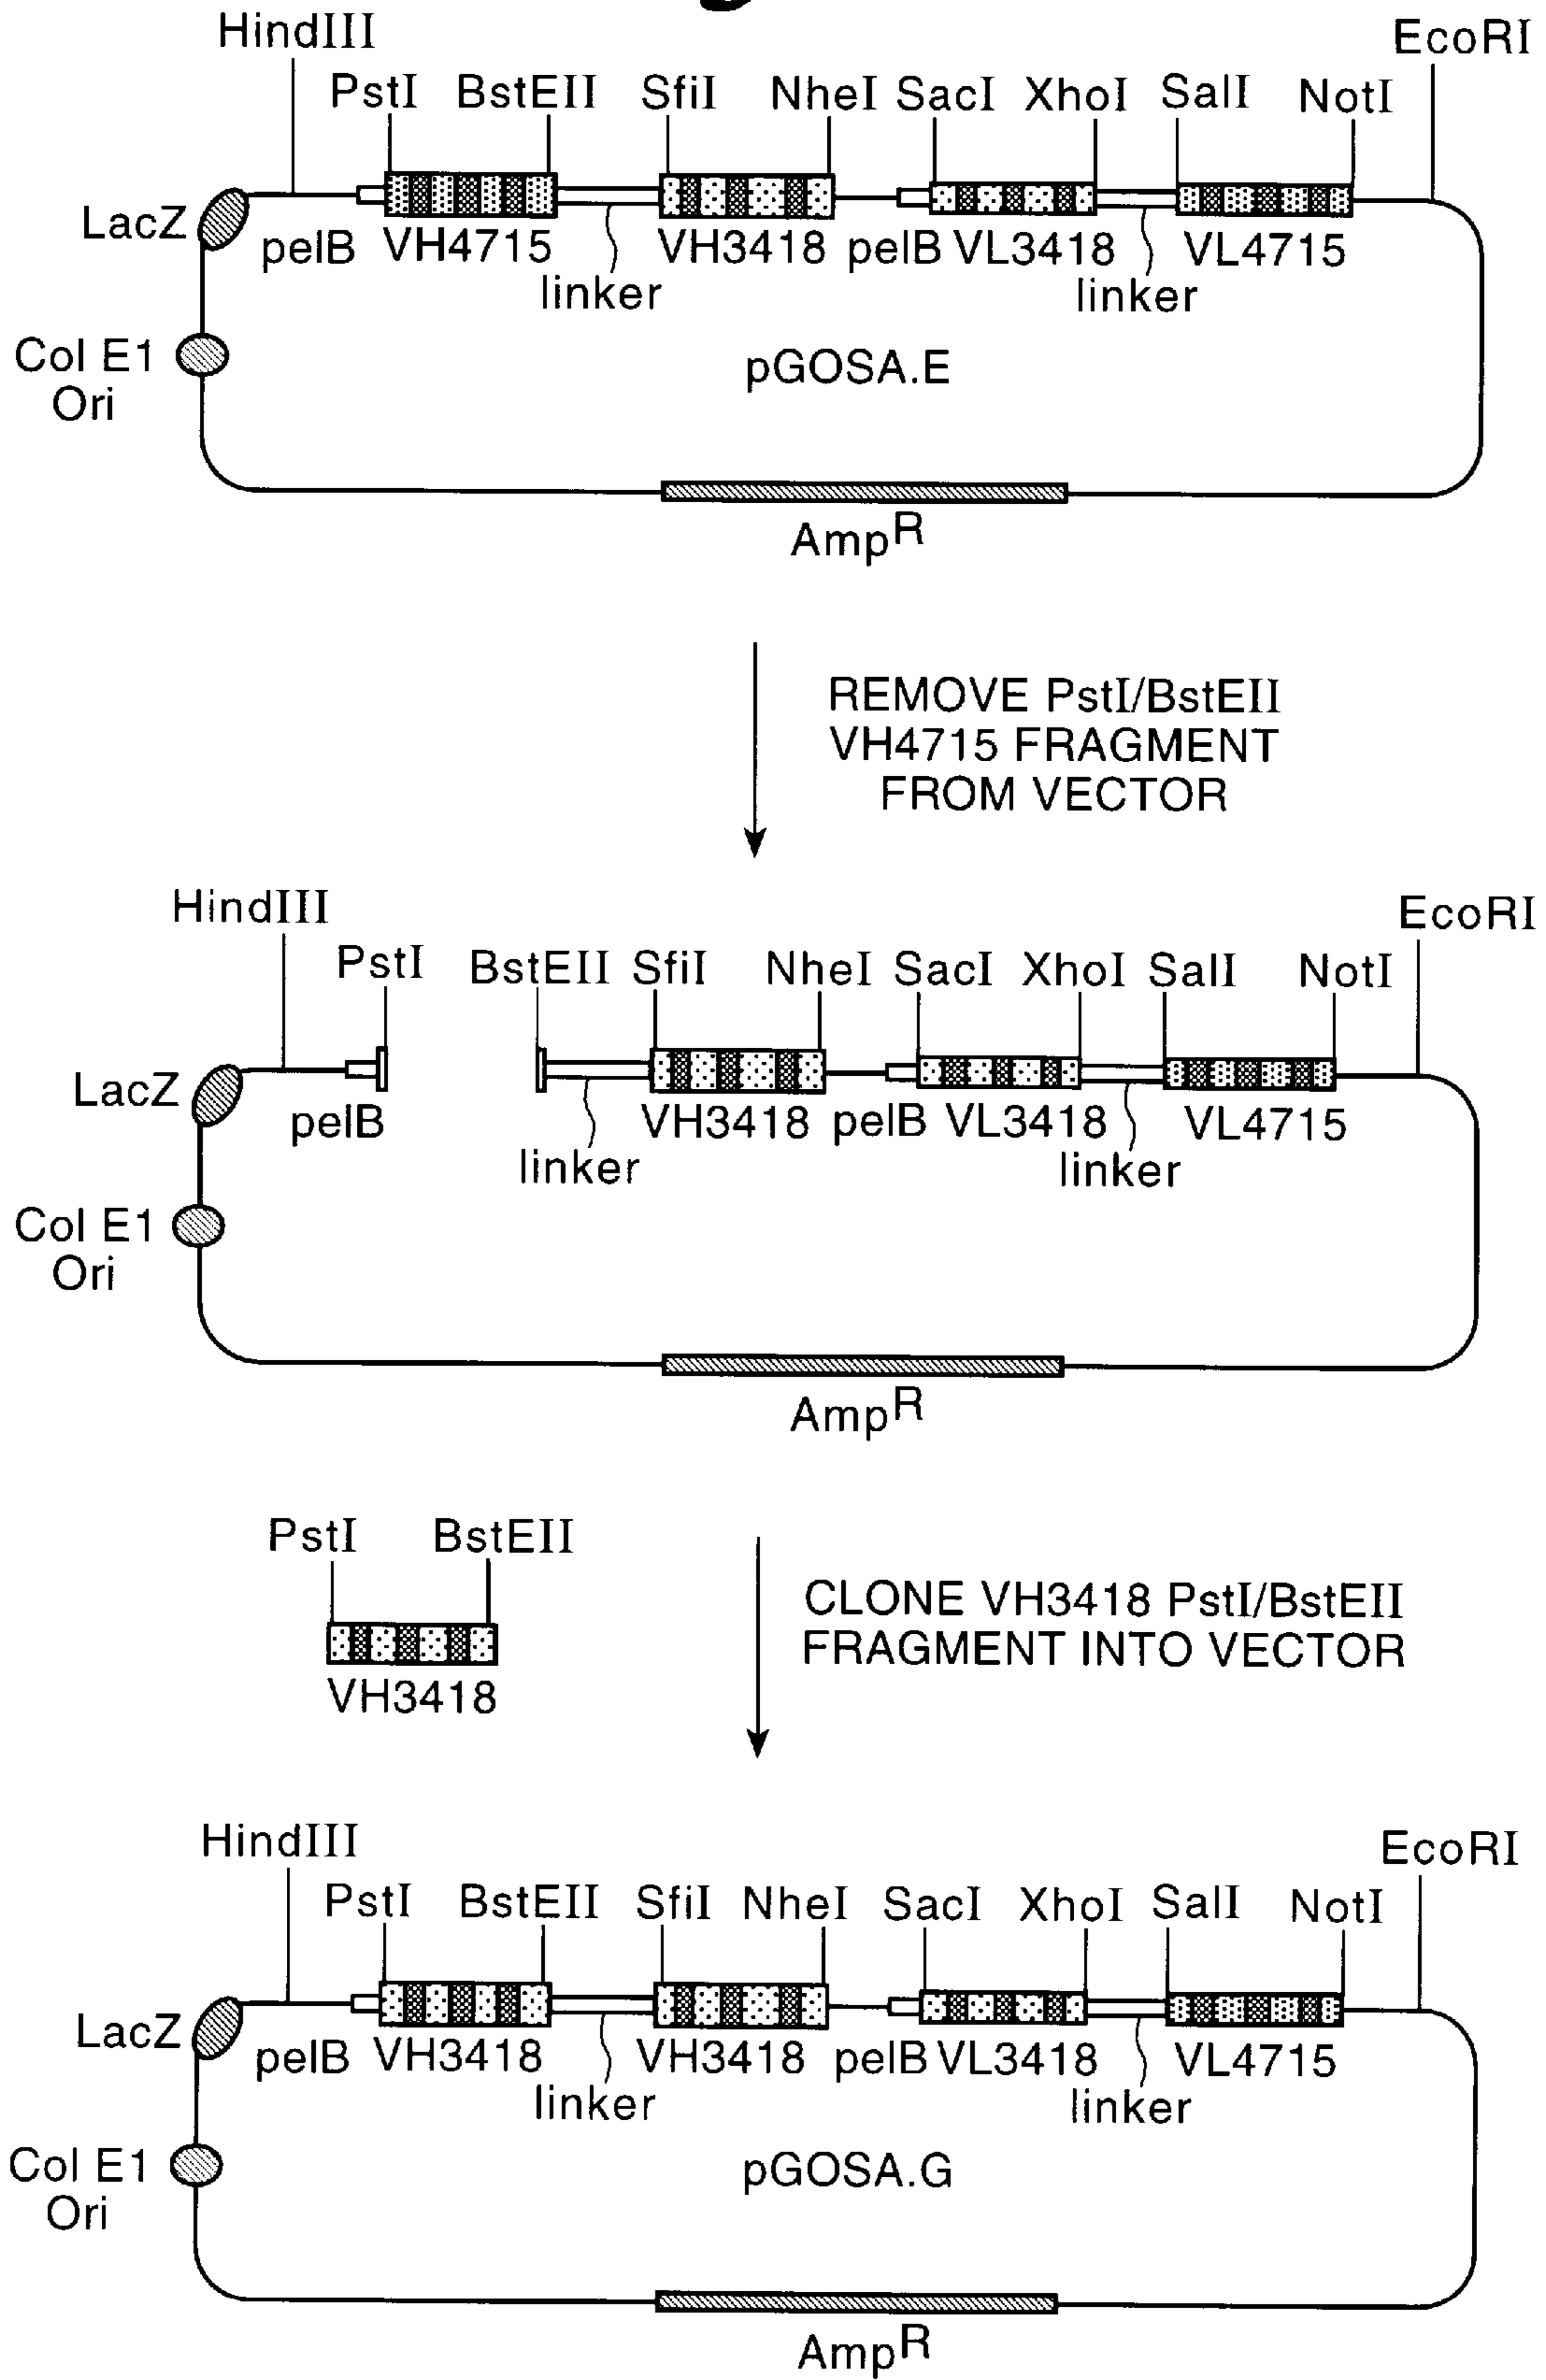 HindIII
EcoRI
PstI BstEII SfiI NheI SacI XhoI SalI NotI
LacZ
pelB VH4715 VH3418 pelB VL3418 VL4715
linker linker
Col E1
Ori
pGOSA.E
AmpR
REMOVE PstI/BstEII
VH4715 FRAGMENT
FROM VECTOR
HindIII
EcoRI
PstI BstEII SfiI NheI SacI XhoI SalI NotI
LacZ
pelB VH3418 pelB VL3418 VL4715
linker linker
Col E1
Ori
AmpR
PstI BstEII
VH3418
CLONE VH3418 PstI/BstEII
FRAGMENT INTO VECTOR
HindIII
EcoRI
PstI BstEII SfiI NheI SacI XhoI SalI NotI
LacZ
pelB VH3418 VH3418 pelB VL3418 VL4715
linker linker
Col E1
Ori
pGOSA.G
AmpR